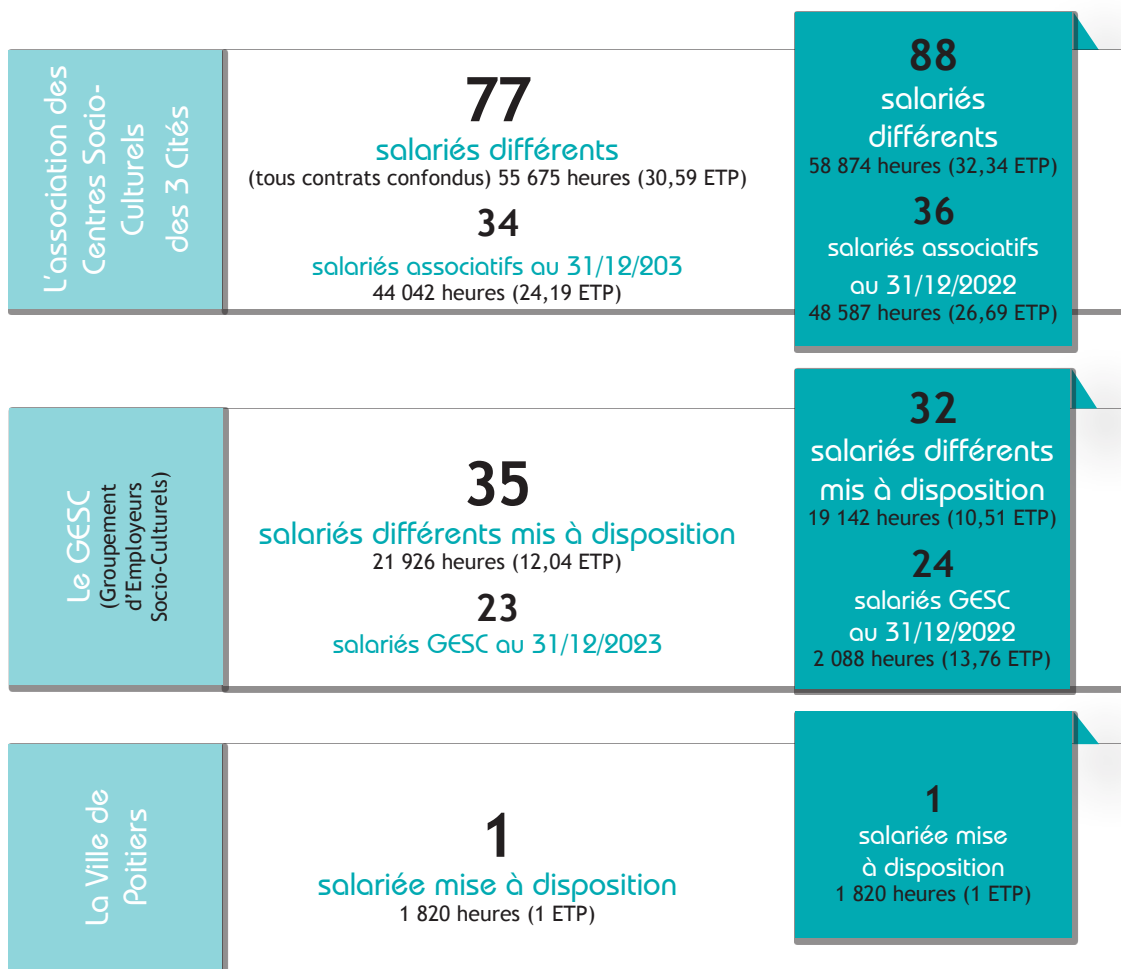 L'association des
Centres Socio-
Culturels
des 3 Cités
77
salariés différents
(tous contrats confondus) 55 675 heures (30,59 ETP)
34
salariés associatifs au 31/12/203
44 042 heures (24,19 ETP)
88
salariés
différents
58 874 heures (32,34 ETP)
36
salariés associatifs
au 31/12/2022
48 587 heures (26,69 ETP)
Le GESC
(Groupement
d'Employeurs
Socio-Culturels)
35
salariés différents mis à disposition
21 926 heures (12,04 ETP)
23
salariés GESC au 31/12/2023
32
salariés différents
mis à disposition
19 142 heures (10,51 ETP)
24
salariés GESC
au 31/12/2022
2 088 heures (13,76 ETP)
La Ville de
Poitiers
1
salariée mise à disposition
1 820 heures (1 ETP)
1
salariée mise
à disposition
1 820 heures (1 ETP)